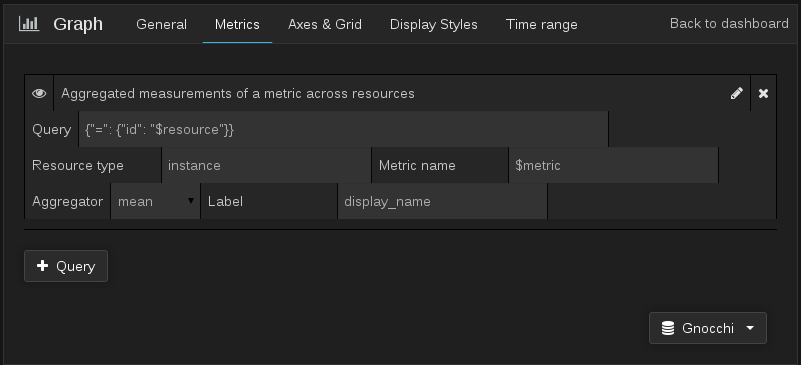 Graph General Metrics Axes & Grid Display Styles Time range Back to dashboard
Aggregated measurements of a metric across resources
Query {"=": {"id": "$resource"}}
Resource type instance Metric name $metric
Aggregator mean Label display_name
Query
Gnocchi